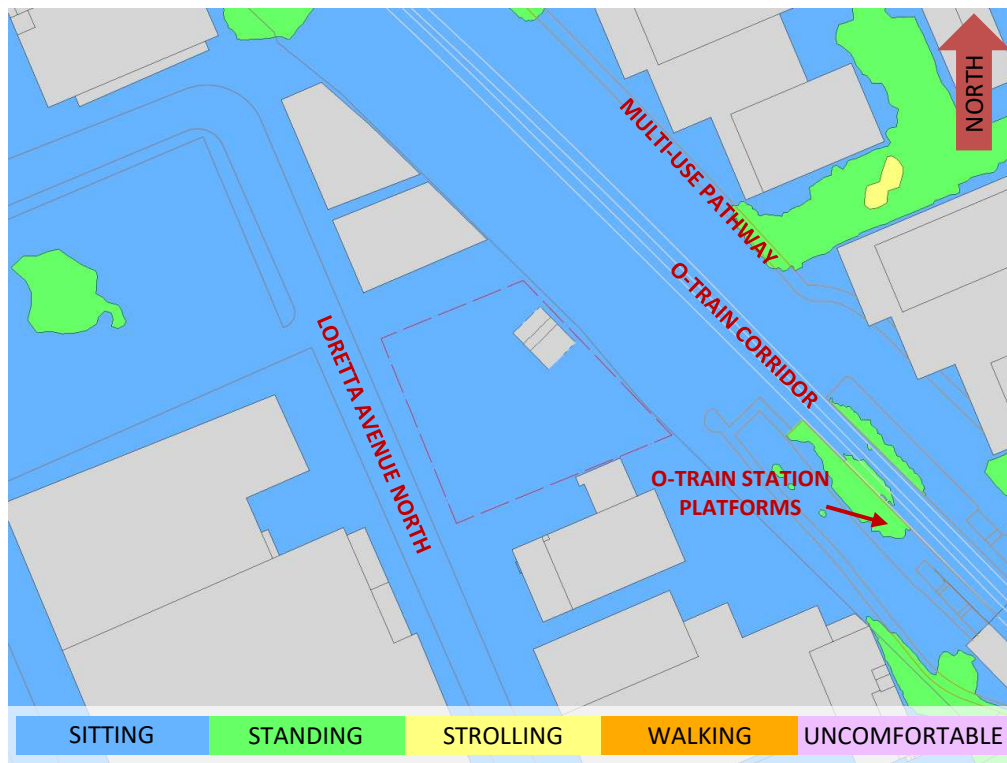 NORTH
MULTI-USE PATHWAY
O-TRAIN CORRIDOR
LORETTA AVENUE NORTH
O-TRAIN STATION
PLATFORMS
SITTING
STANDING
STROLLING
WALKING
UNCOMFORTABLE